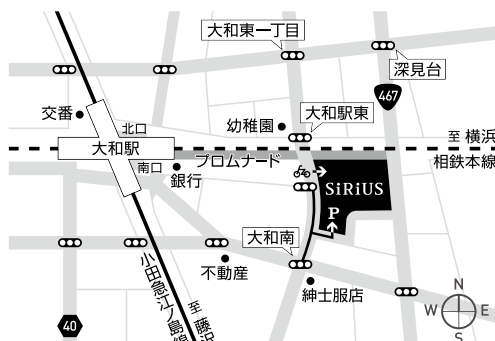 大和東一丁目
深見台
467
交番
北口
幼稚園
大和駅東
至 横浜
大和駅
プロムナード
相鉄本線
南口
銀行
SiRiUS
P
大和南
不動産
紳士服店
小田急江ノ島線
至 藤沢
40
N
W
E
S